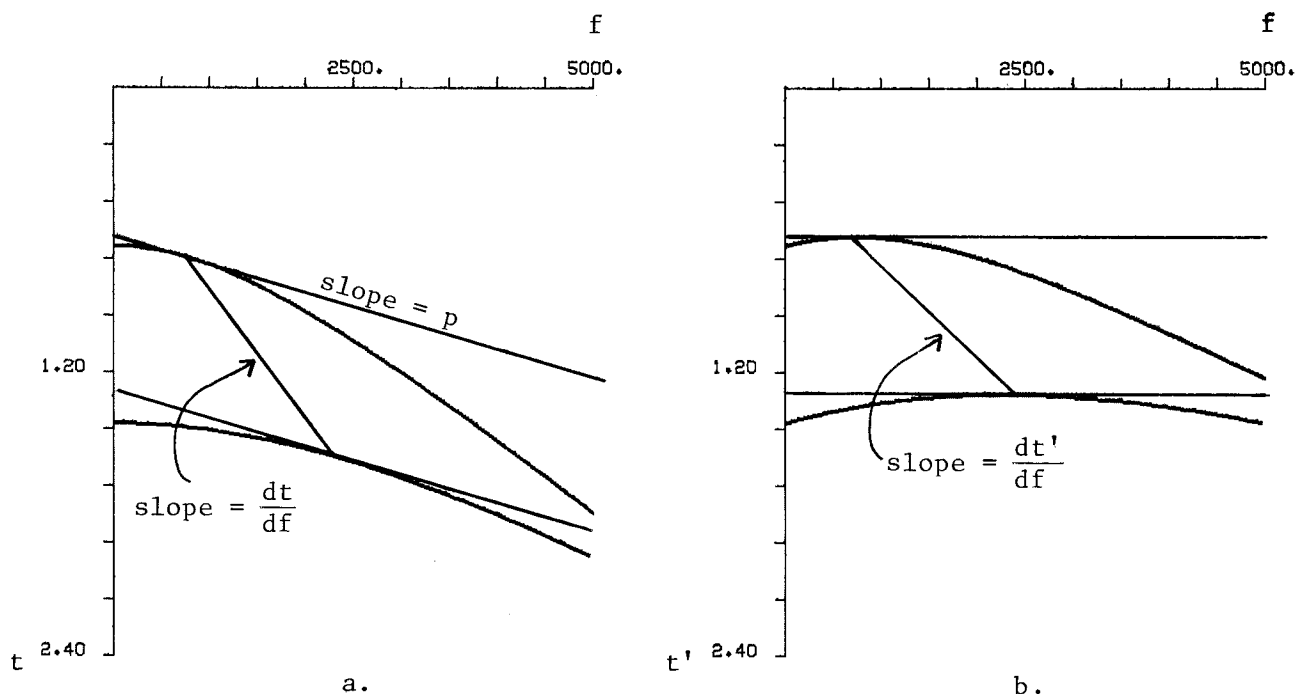 f
2500.
5000.
slope = p
1.20
slope = dt/df
t 2.40
a.
f
2500.
5000.
1.20
slope = dt'/df
t' 2.40
b.